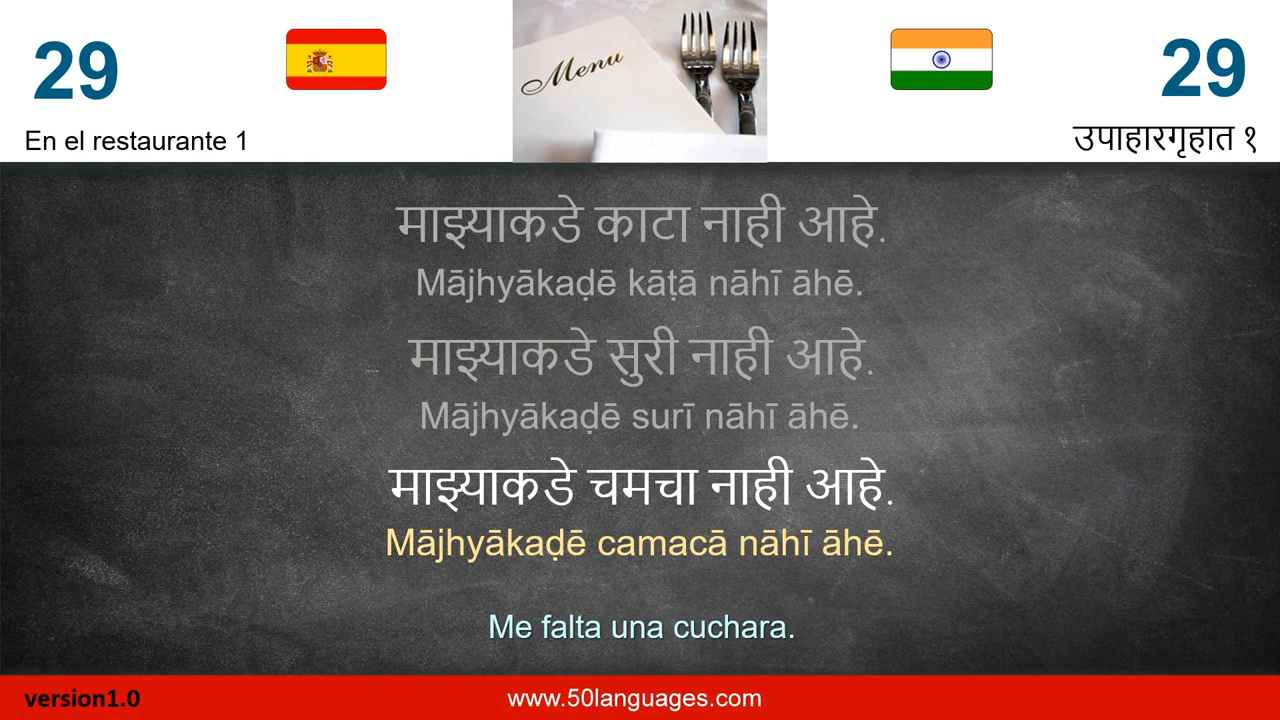 29
29
En el restaurante 1
Menu
उपाहारगृहात १
माझ्याकडे काटा नाही आहे.
Mājhyākaḍē kāṭā nāhī āhē.
माझ्याकडे सुरी नाही आहे.
Mājhyākaḍē surī nāhī āhē.
माझ्याकडे चमचा नाही आहे.
Mājhyākaḍē camacā nāhī āhē.
Me falta una cuchara.
version1.0
www.50languages.com